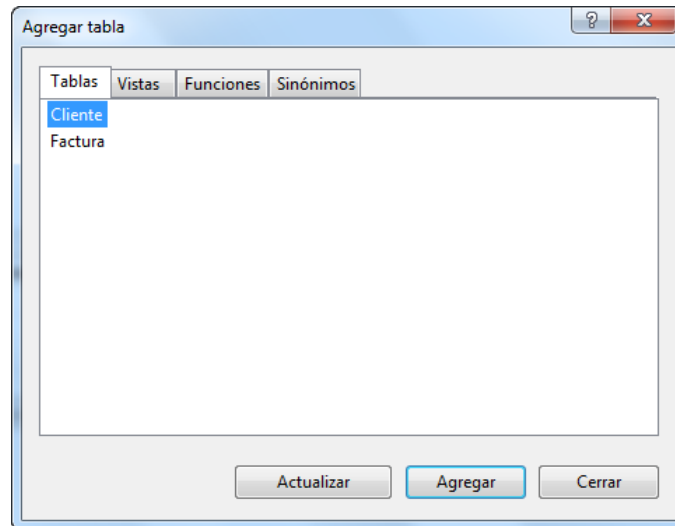 Agregar tabla
Tablas Vistas Funciones Sinónimos
Cliente
Factura
Actualizar Agregar Cerrar